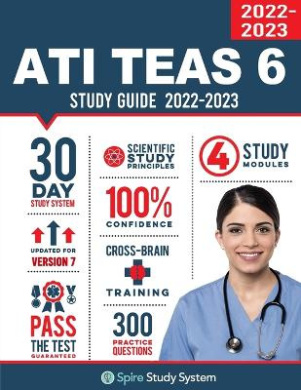 2022-
2023
ATI TEAS 6
STUDY GUIDE 2022-2023
30
DAY
STUDY SYSTEM
UPDATED FOR
VERSION 7
PASS
THE TEST
GUARANTEED
SCIENTIFIC
STUDY
PRINCIPLES
100%
CONFIDENCE
CROSS-BRAIN
TRAINING
300
PRACTICE
QUESTIONS
4 STUDY
MODULES
Spire Study System